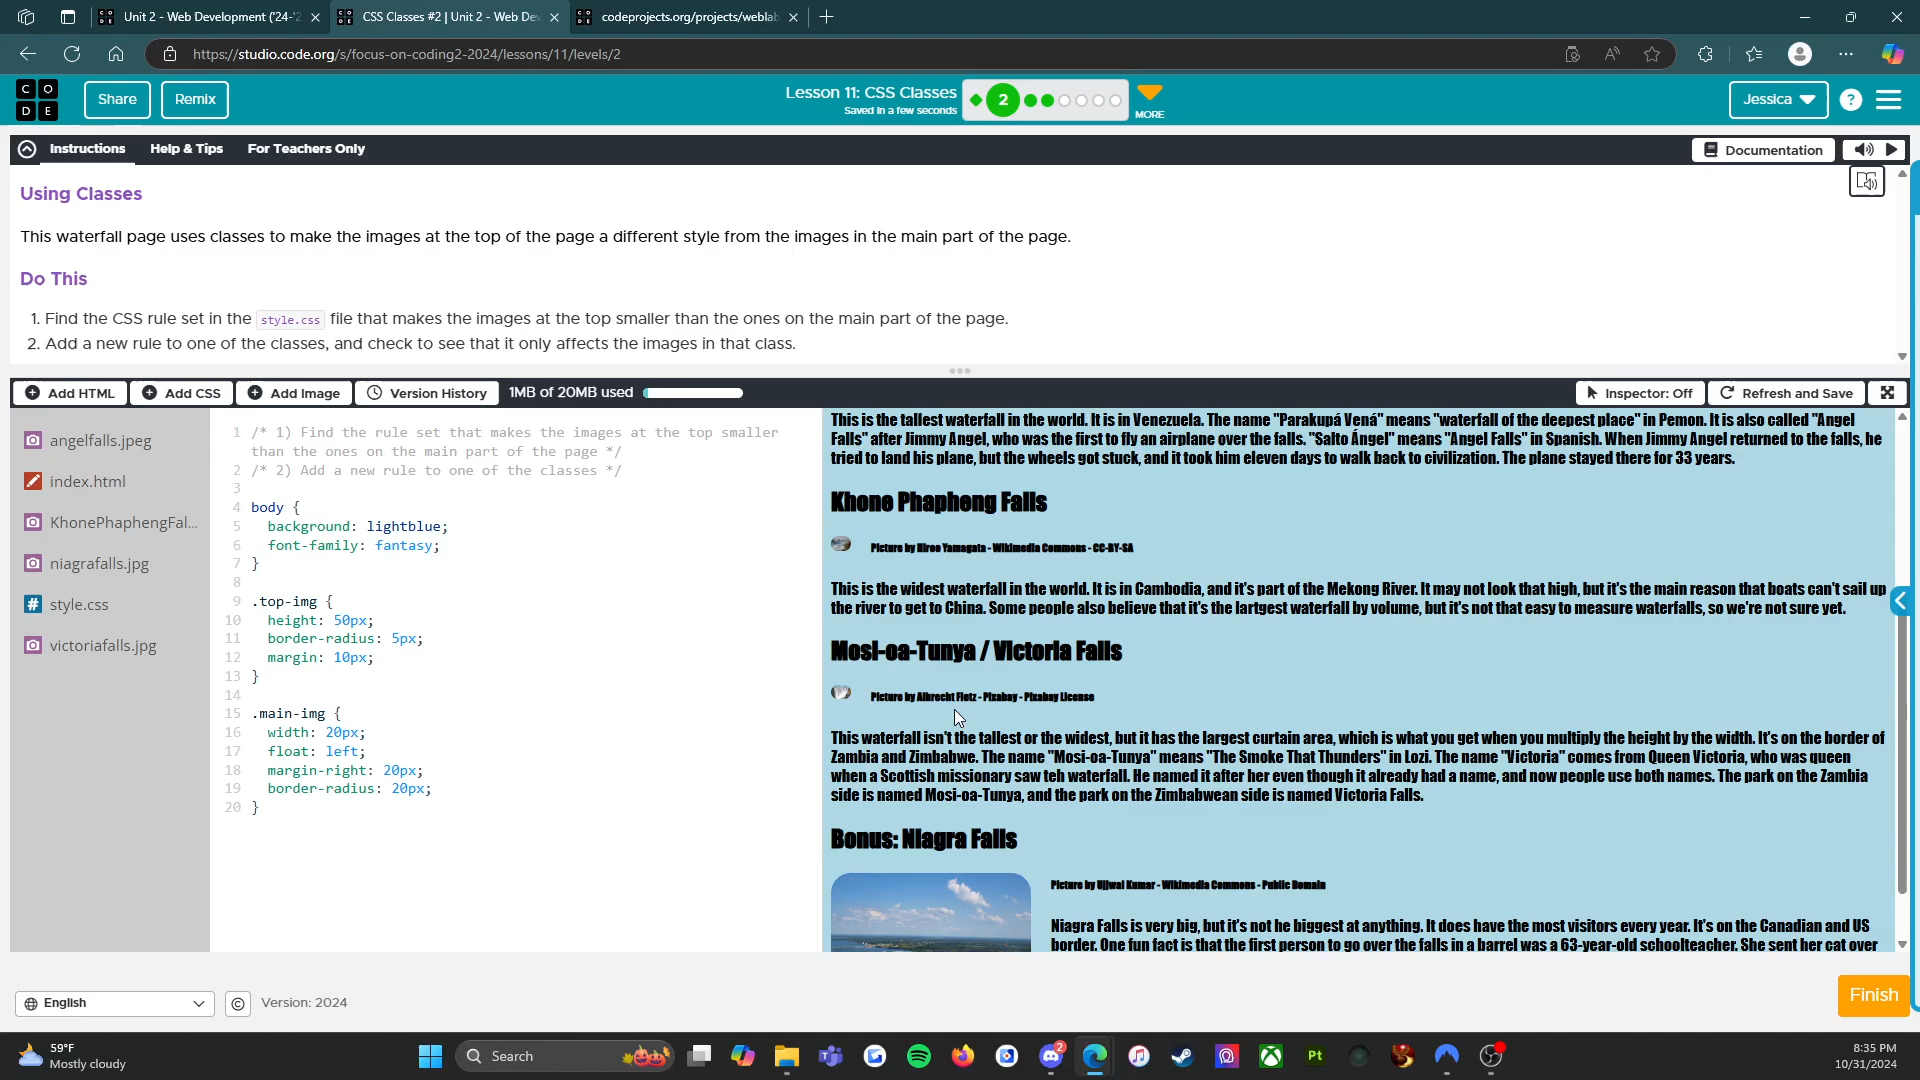 Unit 2 - Web Development ('24-'2
CSS Classes #2 | Unit 2 - Web Dev
codeprojects.org/projects/weblab
https://studio.code.org/s/focus-on-coding2-2024/lessons/11/levels/2
C O
D E
Share
Remix
Lesson 11: CSS Classes
Saved in a few seconds
2
MORE
Jessica
?
Instructions
Help & Tips
For Teachers Only
Documentation
Using Classes
This waterfall page uses classes to make the images at the top of the page a different style from the images in the main part of the page.
Do This
1. Find the CSS rule set in the style.css file that makes the images at the top smaller than the ones on the main part of the page.
2. Add a new rule to one of the classes, and check to see that it only affects the images in that class.
Add HTML
Add CSS
Add Image
Version History
1MB of 20MB used
Inspector: Off
Refresh and Save
angelfalls.jpeg
index.html
KhonePhaphengFal...
niagrafalls.jpg
style.css
victoriafalls.jpg
1 /* 1) Find the rule set that makes the images at the top smaller
than the ones on the main part of the page */
2 /* 2) Add a new rule to one of the classes */
3
4 body {
5 background: lightblue;
6 font-family: fantasy;
7 }
8
9 .top-img {
10 height: 50px;
11 border-radius: 5px;
12 margin: 10px;
13 }
14
15 .main-img {
16 width: 20px;
17 float: left;
18 margin-right: 20px;
19 border-radius: 20px;
20 }
This is the tallest waterfall in the world. It is in Venezuela. The name "Parakupá Vená" means "waterfall of the deepest place" in Pemon. It is also called "Angel
Falls" after Jimmy Angel, who was the first to fly an airplane over the falls. "Salto Ángel" means "Angel Falls" in Spanish. When Jimmy Angel returned to the falls, he
tried to land his plane, but the wheels got stuck, and it took him eleven days to walk back to civilization. The plane stayed there for 33 years.
Khone Phapheng Falls
Picture by Hiroo Yamagata - Wikimedia Commons - CC-BY-SA
This is the widest waterfall in the world. It is in Cambodia, and it's part of the Mekong River. It may not look that high, but it's the main reason that boats can't sail up
the river to get to China. Some people also believe that it's the lartgest waterfall by volume, but it's not that easy to measure waterfalls, so we're not sure yet.
Mosi-oa-Tunya / Victoria Falls
Picture by Albrecht Fietz - Pixabay - Pixabay License
This waterfall isn't the tallest or the widest, but it has the largest curtain area, which is what you get when you multiply the height by the width. It's on the border of
Zambia and Zimbabwe. The name "Mosi-oa-Tunya" means "The Smoke That Thunders" in Lozi. The name "Victoria" comes from Queen Victoria, who was queen
when a Scottish missionary saw teh waterfall. He named it after her even though it already had a name, and now people use both names. The park on the Zambia
side is named Mosi-oa-Tunya, and the park on the Zimbabwean side is named Victoria Falls.
Bonus: Niagra Falls
Picture by Ujjwal Kumar - Wikimedia Commons - Public Domain
Niagra Falls is very big, but it's not he biggest at anything. It does have the most visitors every year. It's on the Canadian and US
border. One fun fact is that the first person to go over the falls in a barrel was a 63-year-old schoolteacher. She sent her cat over
English
Version: 2024
Finish
59°F
Mostly cloudy
Search
2
Pt
8:35 PM
10/31/2024